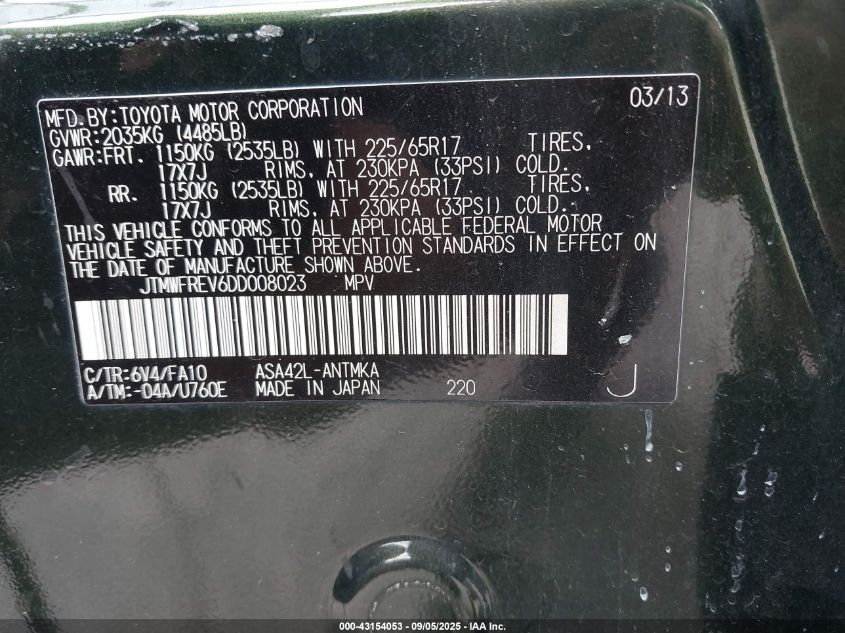 MFD.BY:TOYOTA MOTOR CORPORATION 03/13
GVWR:2035KG (4485LB)
GAWR:FRT. 1150KG (2535LB) WITH 225/65R17 TIRES,
17X7J RIMS, AT 230KPA (33PSI) COLD.
RR. 1150KG (2535LB) WITH 225/65R17 TIRES,
17X7J RIMS, AT 230KPA (33PSI) COLD.
THIS VEHICLE CONFORMS TO ALL APPLICABLE FEDERAL MOTOR
VEHICLE SAFETY AND THEFT PREVENTION STANDARDS IN EFFECT ON
THE DATE OF MANUFACTURE SHOWN ABOVE.
JTMWFREV6DD008023 MPV
C/TR:6V4/FA10 ASA42L-ANTMKA
A/TM:-04A/U760E MADE IN JAPAN 220 J
000-43154053 - 09/05/2025 - IAA Inc.